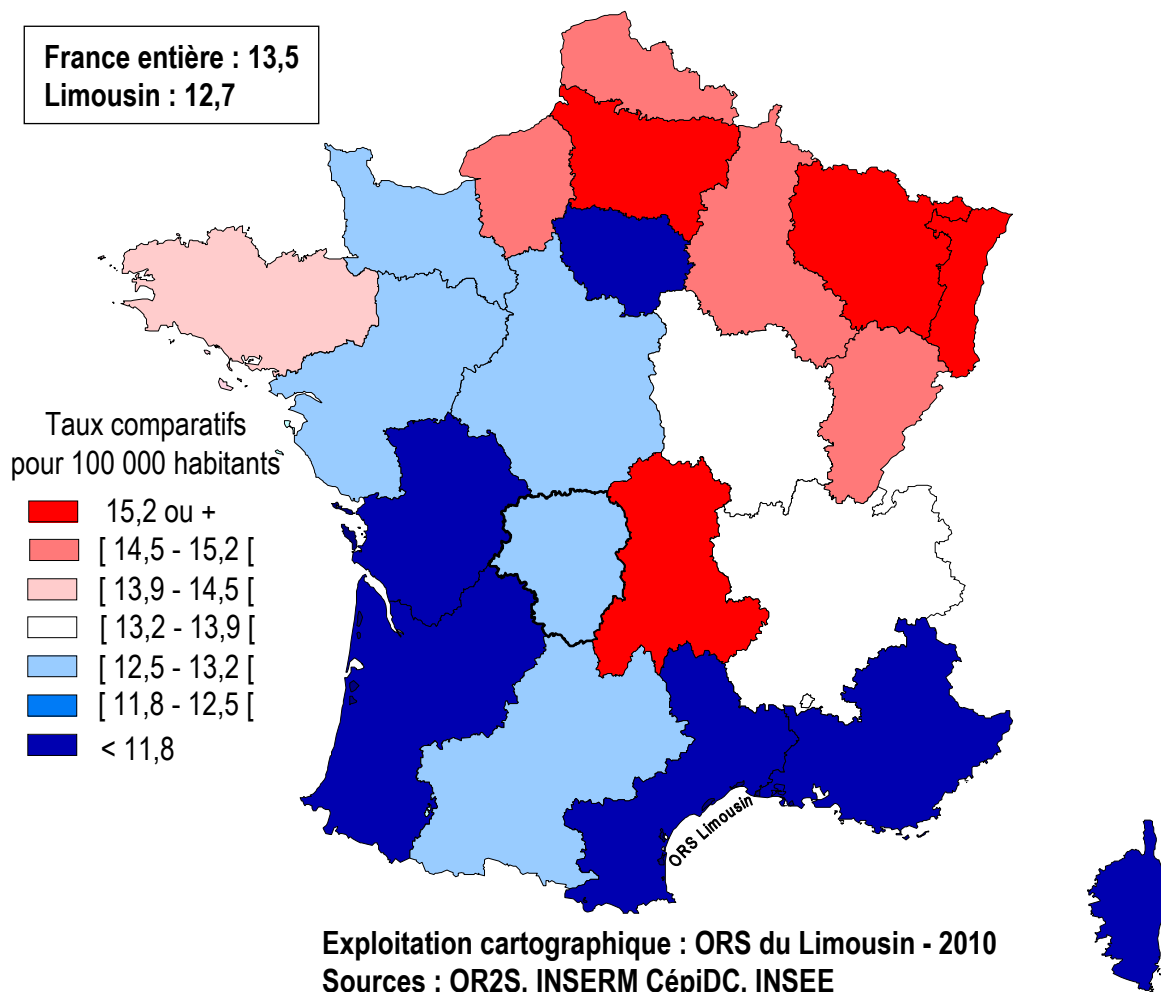 France entière : 13,5
Limousin : 12,7
Taux comparatifs
pour 100 000 habitants
15,2 ou +
[ 14,5 - 15,2 [
[ 13,9 - 14,5 [
[ 13,2 - 13,9 [
[ 12,5 - 13,2 [
[ 11,8 - 12,5 [
< 11,8
ORS Limousin
Exploitation cartographique : ORS du Limousin - 2010
Sources : OR2S, INSERM CépiDC, INSEE